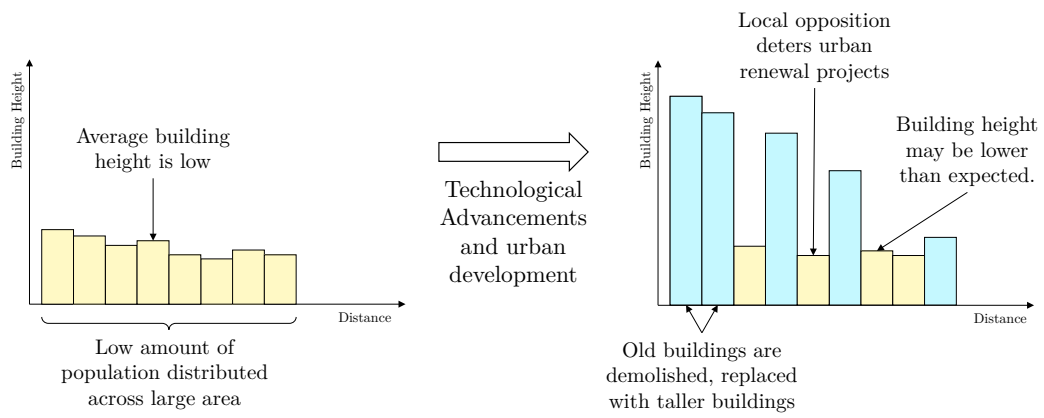 Building Height
Average building
height is low
Distance
Low amount of
population distributed
across large area
Technological
Advancements
and urban
development
Local opposition
deters urban
renewal projects
Building Height
Building height
may be lower
than expected.
Distance
Old buildings are
demolished, replaced
with taller buildings